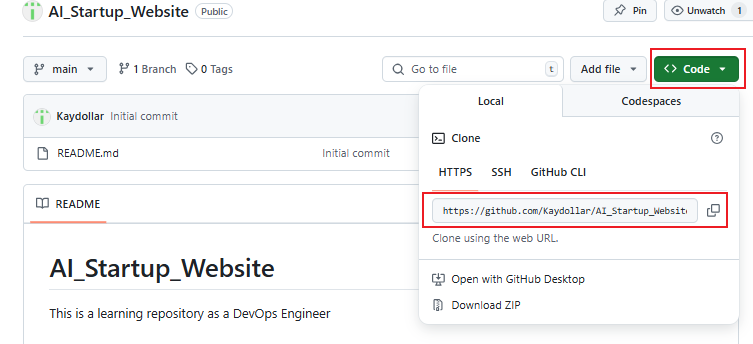 AI_Startup_Website Public Pin Unwatch 1
main 1 Branch 0 Tags Go to file t Add file <> Code
Local Codespaces
Kaydollar Initial commit
Clone
README.md Initial commit
HTTPS SSH GitHub CLI
https://github.com/Kaydollar/AI_Startup_Website
README
Clone using the web URL.
AI_Startup_Website
Open with GitHub Desktop
Download ZIP
This is a learning repository as a DevOps Engineer